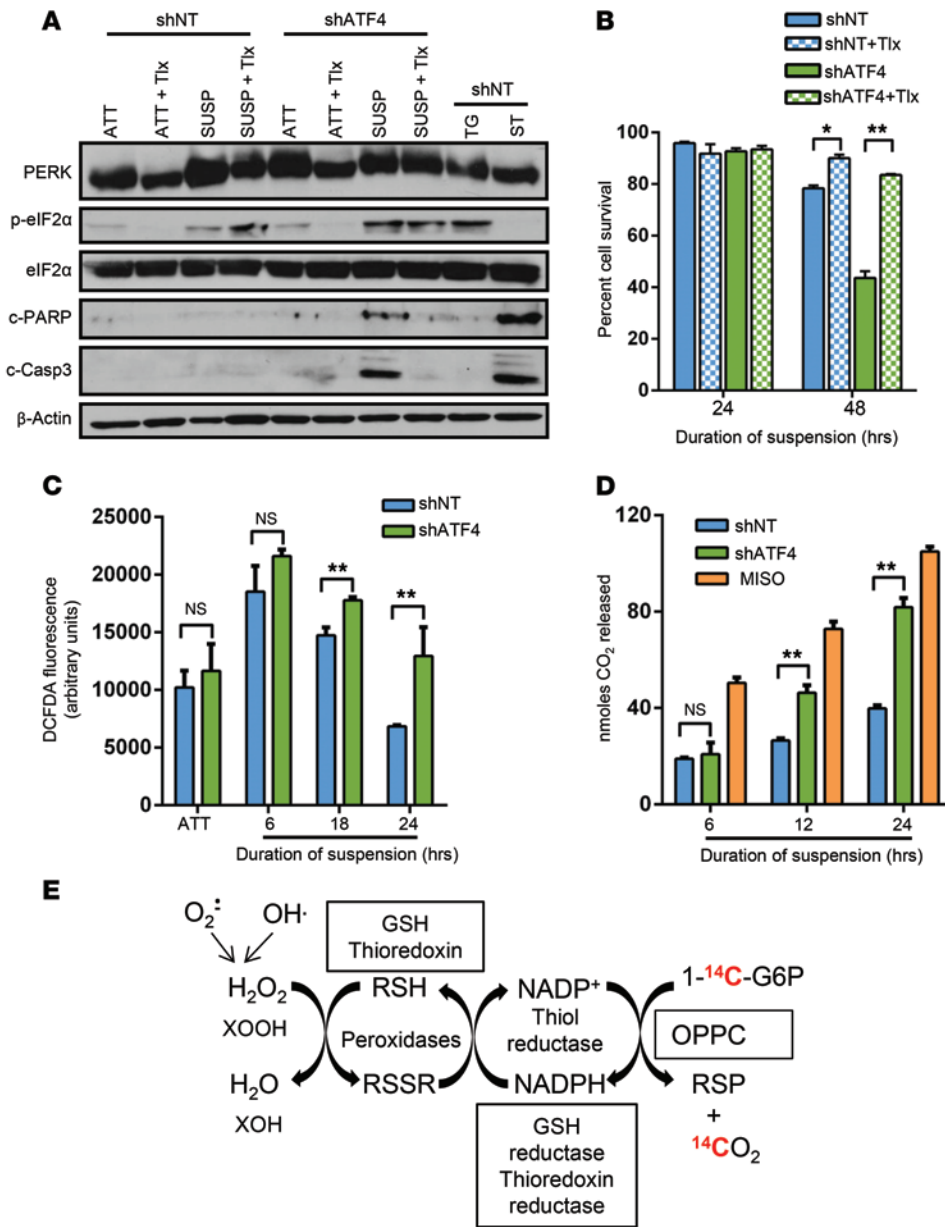 A
shNT
shATF4
shNT
ATT
ATT + Tlx
SUSP
SUSP + Tlx
ATT
ATT + Tlx
SUSP
SUSP + Tlx
TG
ST
PERK
p-eIF2α
eIF2α
c-PARP
c-Casp3
β-Actin
B
shNT
shNT+Tlx
shATF4
shATF4+Tlx
Percent cell survival
100
80
60
40
20
0
*
**
24
48
Duration of suspension (hrs)
C
shNT
shATF4
DCFDA fluorescence
(arbitrary units)
25000
20000
15000
10000
5000
0
NS
NS
**
**
ATT
6
18
24
Duration of suspension (hrs)
D
shNT
shATF4
MISO
nmoles CO₂ released
120
80
40
0
NS
**
**
6
12
24
Duration of suspension (hrs)
E
O₂•̄ OH·
GSH
Thioredoxin
H₂O₂ RSH NADP⁺ 1-¹⁴C-G6P
XOOH Peroxidases Thiol
reductase OPPC
H₂O RSSR NADPH RSP
XOH +
¹⁴CO₂
GSH
reductase
Thioredoxin
reductase